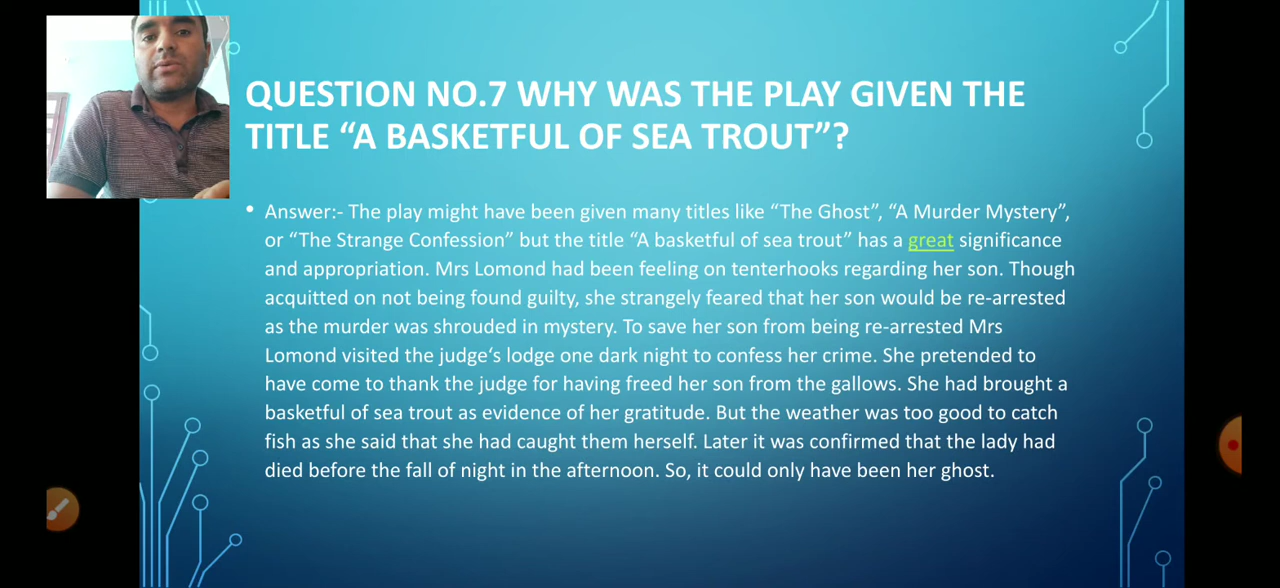 QUESTION NO.7 WHY WAS THE PLAY GIVEN THE
TITLE “A BASKETFUL OF SEA TROUT”?
• Answer:- The play might have been given many titles like “The Ghost”, “A Murder Mystery”,
or “The Strange Confession” but the title “A basketful of sea trout” has a great significance
and appropriation. Mrs Lomond had been feeling on tenterhooks regarding her son. Though
acquitted on not being found guilty, she strangely feared that her son would be re-arrested
as the murder was shrouded in mystery. To save her son from being re-arrested Mrs
Lomond visited the judge‘s lodge one dark night to confess her crime. She pretended to
have come to thank the judge for having freed her son from the gallows. She had brought a
basketful of sea trout as evidence of her gratitude. But the weather was too good to catch
fish as she said that she had caught them herself. Later it was confirmed that the lady had
died before the fall of night in the afternoon. So, it could only have been her ghost.